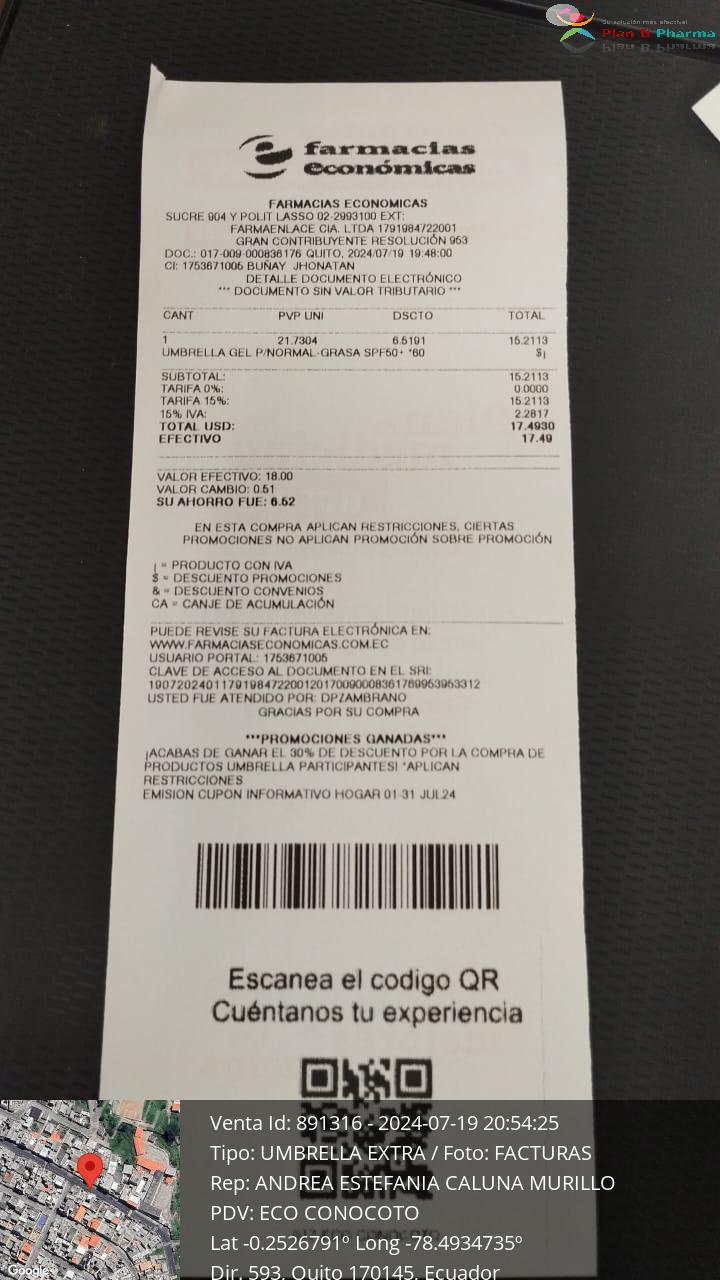 Su solución más efectiva!
Plan B Pharma
farmacias
económicas
FARMACIAS ECONOMICAS
SUCRE 904 Y POLIT LASSO 02-2993100 EXT:
FARMAENLACE CIA. LTDA 1791984722001
GRAN CONTRIBUYENTE RESOLUCIÓN 953
DOC.: 017-009-000836176 QUITO, 2024/07/19 19:48:00
CI: 1753671005 BUÑAY JHONATAN
DETALLE DOCUMENTO ELECTRÓNICO
*** DOCUMENTO SIN VALOR TRIBUTARIO ***
CANT PVP UNI DSCTO TOTAL
1 21.7304 6.5191 15.2113
UMBRELLA GEL P/NORMAL-GRASA SPF50+ *60 $¡
SUBTOTAL: 15.2113
TARIFA 0%: 0.0000
TARIFA 15%: 15.2113
15% IVA: 2.2817
TOTAL USD: 17.4930
EFECTIVO 17.49
VALOR EFECTIVO: 18.00
VALOR CAMBIO: 0.51
SU AHORRO FUE: 6.52
EN ESTA COMPRA APLICAN RESTRICCIONES, CIERTAS
PROMOCIONES NO APLICAN PROMOCIÓN SOBRE PROMOCIÓN
¡ = PRODUCTO CON IVA
$ = DESCUENTO PROMOCIONES
& = DESCUENTO CONVENIOS
CA = CANJE DE ACUMULACIÓN
PUEDE REVISE SU FACTURA ELECTRÓNICA EN:
WWW.FARMACIASECONOMICAS.COM.EC
USUARIO PORTAL: 1753671005
CLAVE DE ACCESO AL DOCUMENTO EN EL SRI:
1907202401179198472200120170090008361769953953312
USTED FUE ATENDIDO POR: DPZAMBRANO
GRACIAS POR SU COMPRA
***PROMOCIONES GANADAS***
¡ACABAS DE GANAR EL 30% DE DESCUENTO POR LA COMPRA DE
PRODUCTOS UMBRELLA PARTICIPANTES! *APLICAN
RESTRICCIONES
EMISION CUPON INFORMATIVO HOGAR 01-31 JUL24
Escanea el codigo QR
Cuéntanos tu experiencia
Venta Id: 891316 - 2024-07-19 20:54:25
Tipo: UMBRELLA EXTRA / Foto: FACTURAS
Rep: ANDREA ESTEFANIA CALUNA MURILLO
PDV: ECO CONOCOTO
Lat -0.2526791º Long -78.4934735º
Dir. 593, Quito 170145, Ecuador
Google